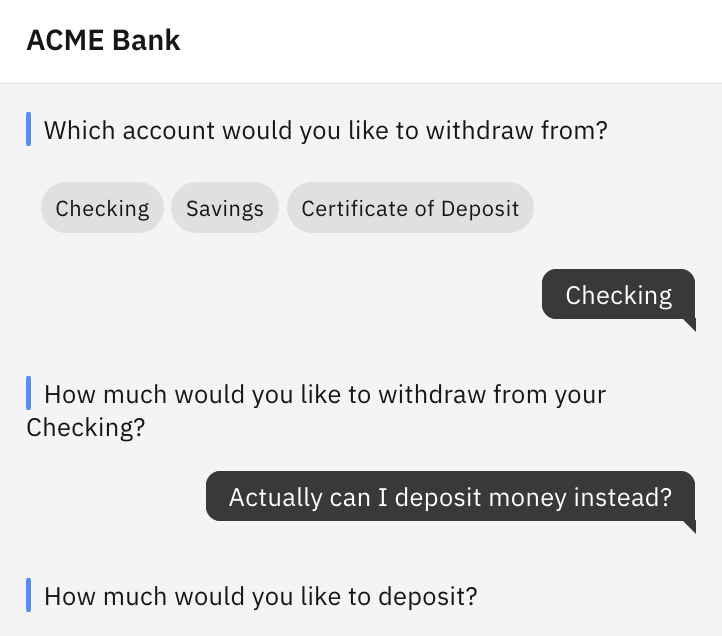 ACME Bank
Which account would you like to withdraw from?
Checking Savings Certificate of Deposit
Checking
How much would you like to withdraw from your
Checking?
Actually can I deposit money instead?
How much would you like to deposit?